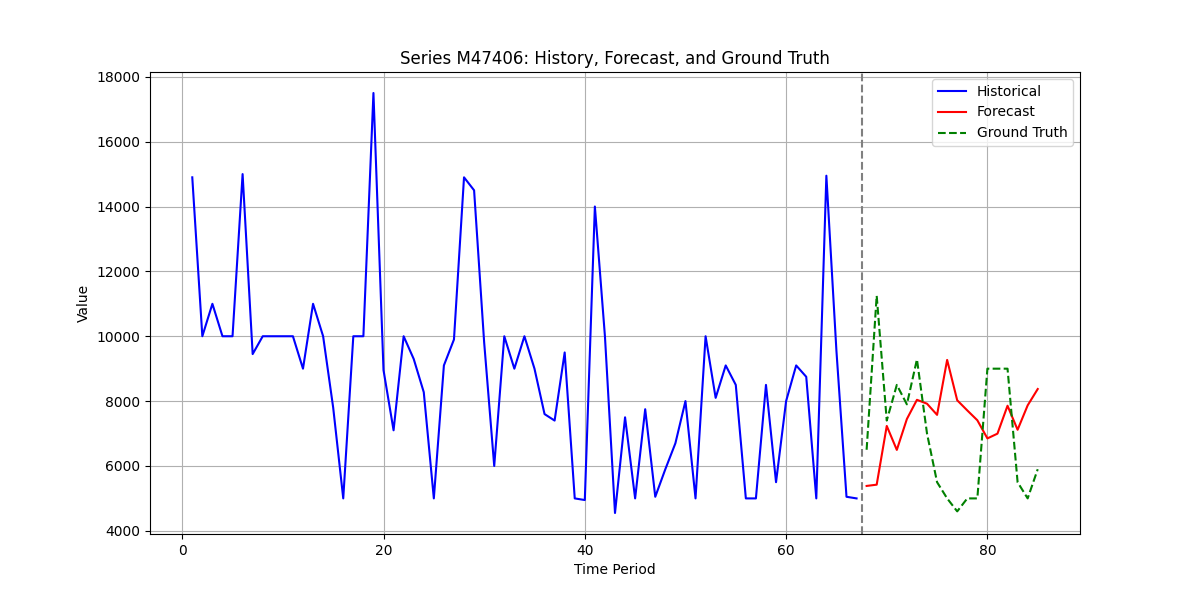 Series M47406: History, Forecast, and Ground Truth
18000
16000
14000
12000
10000
8000
6000
4000
Value
0
20
40
60
80
Time Period
Historical
Forecast
Ground Truth